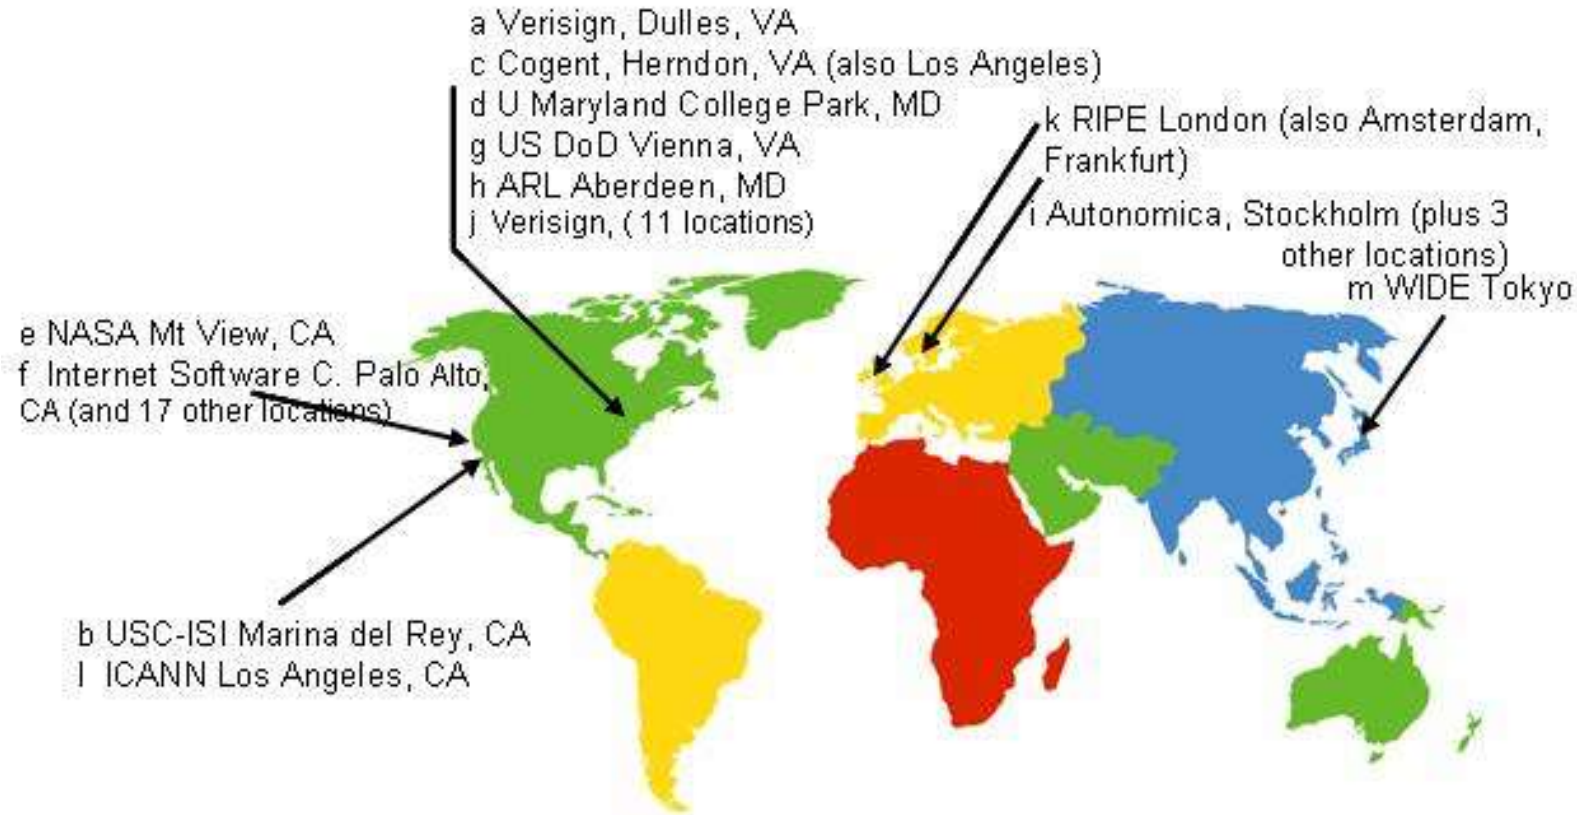 a Verisign, Dulles, VA
c Cogent, Herndon, VA (also Los Angeles)
d U Maryland College Park, MD
g US DoD Vienna, VA
h ARL Aberdeen, MD
j Verisign, ( 11 locations)
k RIPE London (also Amsterdam,
Frankfurt)
i Autonomica, Stockholm (plus 3
other locations)
m WIDE Tokyo
e NASA Mt View, CA
f Internet Software C. Palo Alto,
CA (and 17 other locations)
b USC-ISI Marina del Rey, CA
l ICANN Los Angeles, CA